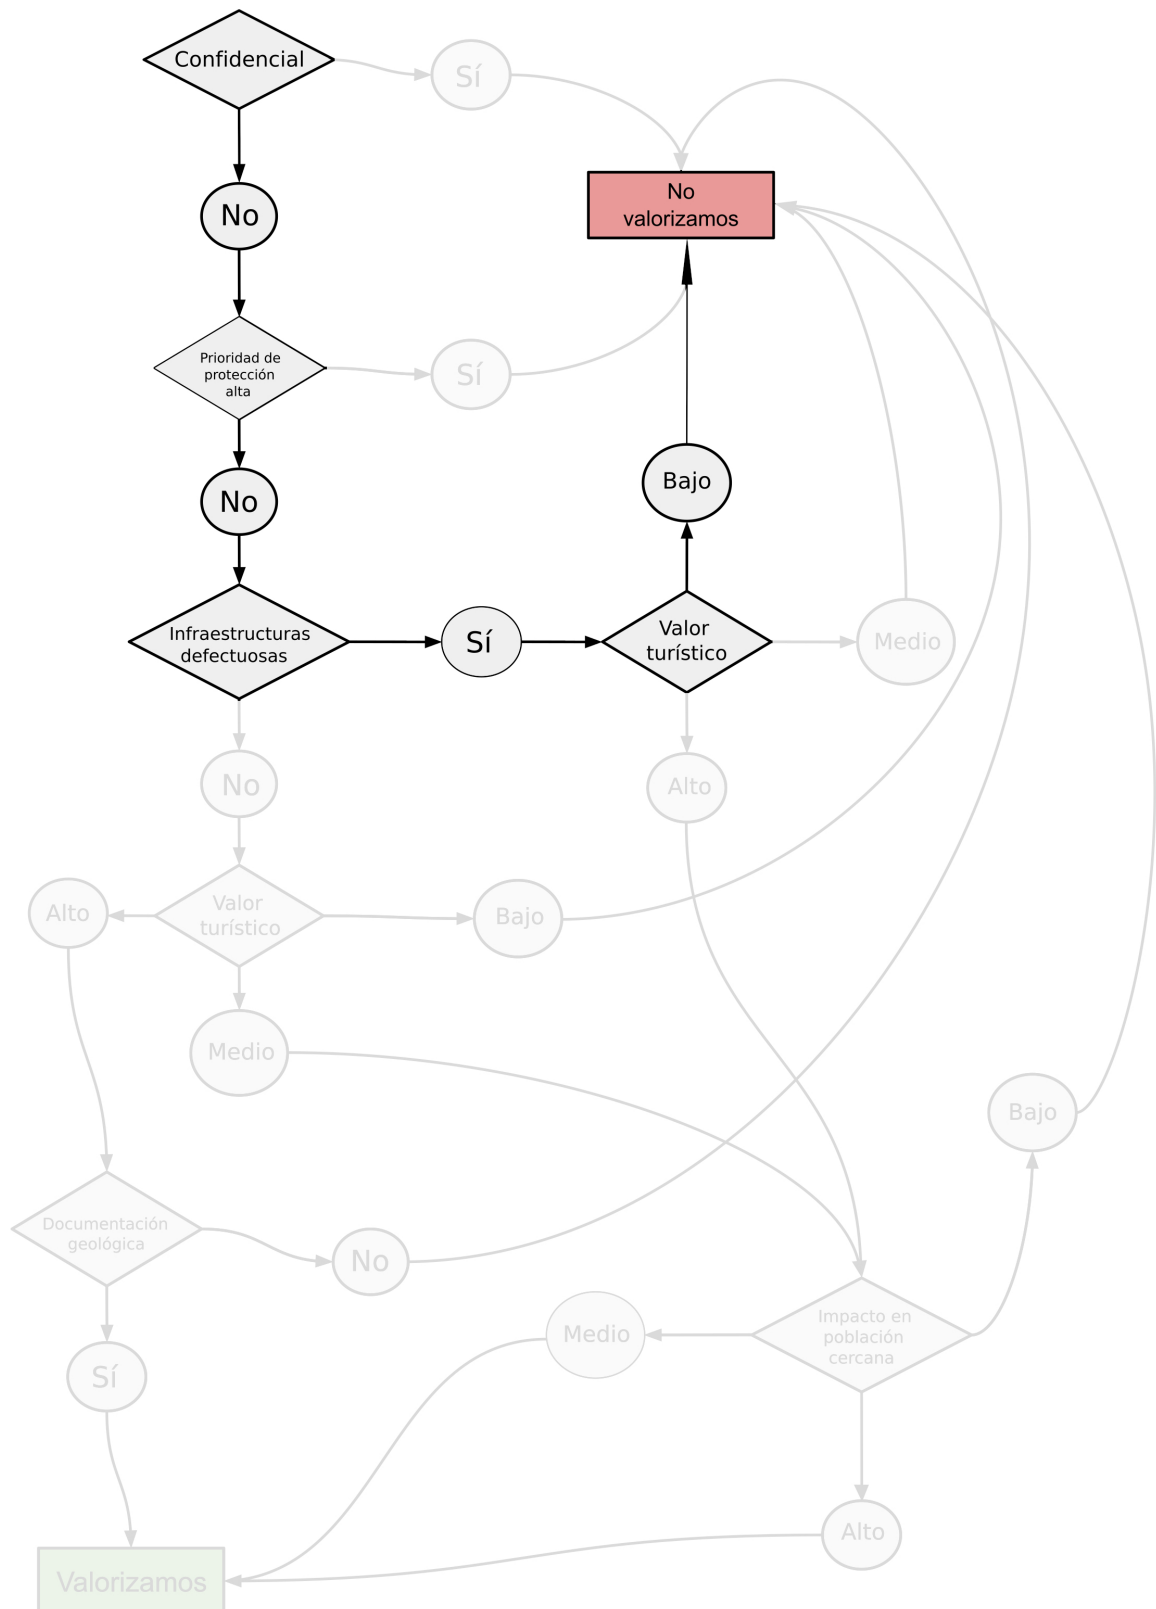 Confidencial
Sí
No
valorizamos
No
Prioridad de
protección
alta
Sí
No
Bajo
Infraestructuras
defectuosas
Sí
Valor
turístico
Medio
No
Alto
Alto
Valor
turístico
Bajo
Medio
Bajo
Documentación
geológica
No
Impacto en
población
cercana
Medio
Sí
Alto
Valorizamos